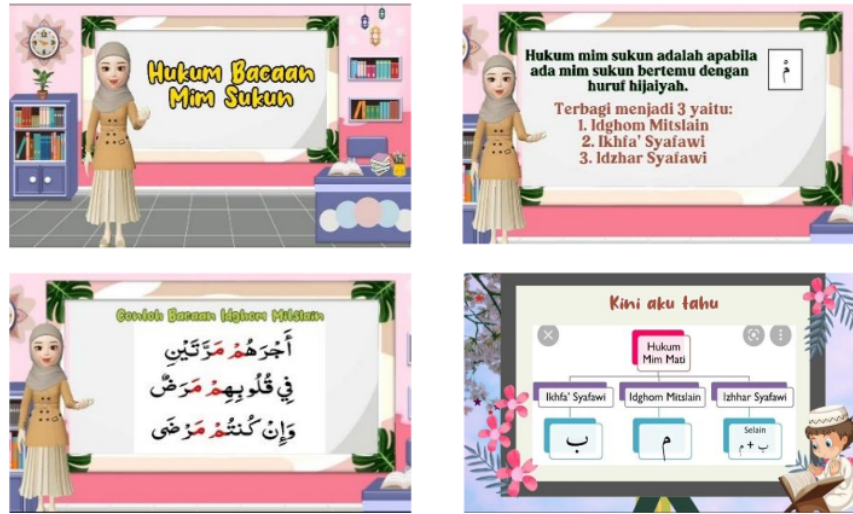 Hukum Bacaan
Mim Sukun
Hukum mim sukun adalah apabila
ada mim sukun bertemu dengan
huruf hijaiyah.
مْ
Terbagi menjadi 3 yaitu:
1. Idghom Mitslain
2. Ikhfa' Syafawi
3. Idzhar Syafawi
Contoh Bacaan Idghom Mitslain
أَجْرَهُمْ مَرَّتَيْنِ
فِي قُلُوبِهِمْ مَرَضٌ
وَإِنْ كُنْتُمْ مَرْضَى
Kini aku tahu
Hukum
Mim Mati
Ikhfa' Syafawi
Idghom Mitslain
Izhhar Syafawi
ب
م
Selain
ب + م